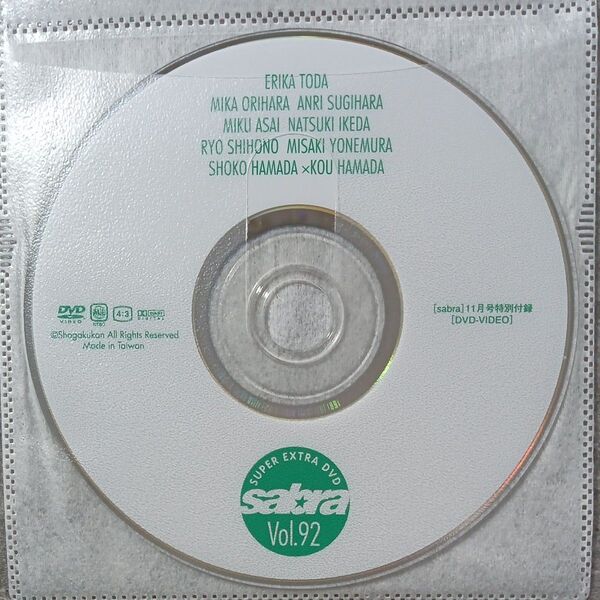 ERIKA TODA
MIKA ORIHARA ANRI SUGIHARA
MIKU ASAI NATSUKI IKEDA
RYO SHIHONO MISAKI YONEMURA
SHOKO HAMADA ×KOU HAMADA
DVD
VIDEO
4:3
[sabra]11月号特別付録
[DVD-VIDEO]
©Shogakukan All Rights Reserved
Made in Taiwan
SUPER EXTRA DVD
sabra
Vol.92